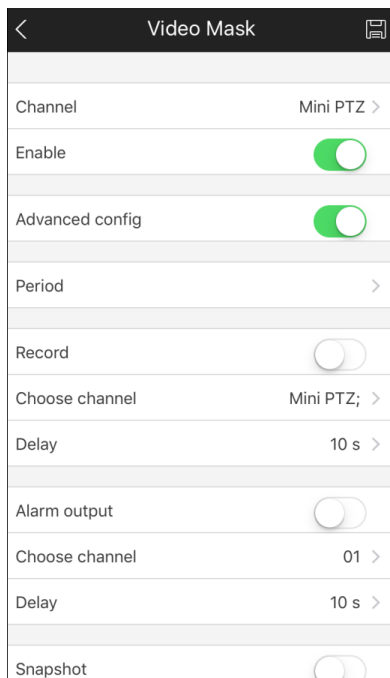 Video Mask
Channel Mini PTZ
Enable
Advanced config
Period
Record
Choose channel Mini PTZ;
Delay 10 s
Alarm output
Choose channel 01
Delay 10 s
Snapshot